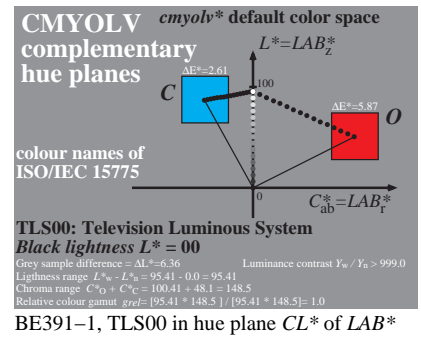 CMYOLV
complementary
hue planes
cmyolv* default color space
L*=LAB*z
ΔE*=2.61
100
C
ΔE*=5.87
O
colour names of
ISO/IEC 15775
0
C*ab=LAB*r
TLS00: Television Luminous System
Black lightness L* = 00
Grey sample difference = ΔL*=6.36
Luminance contrast Yw / Yn > 999.0
Ligthness range L*w - L*n = 95.41 - 0.0 = 95.41
Chroma range C*O + C*C = 100.41 + 48.1 = 148.5
Relative colour gamut grel= [95.41 * 148.5 ] / [95.41 * 148.5]= 1.0
BE391–1, TLS00 in hue plane CL* of LAB*